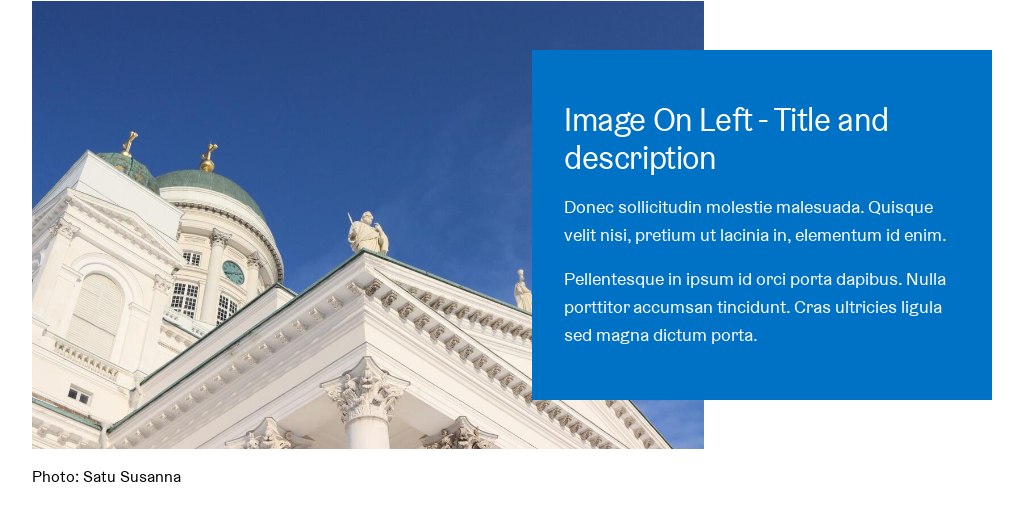 Image On Left - Title and
description
Donec sollicitudin molestie malesuada. Quisque
velit nisi, pretium ut lacinia in, elementum id enim.
Pellentesque in ipsum id orci porta dapibus. Nulla
porttitor accumsan tincidunt. Cras ultricies ligula
sed magna dictum porta.
Photo: Satu Susanna